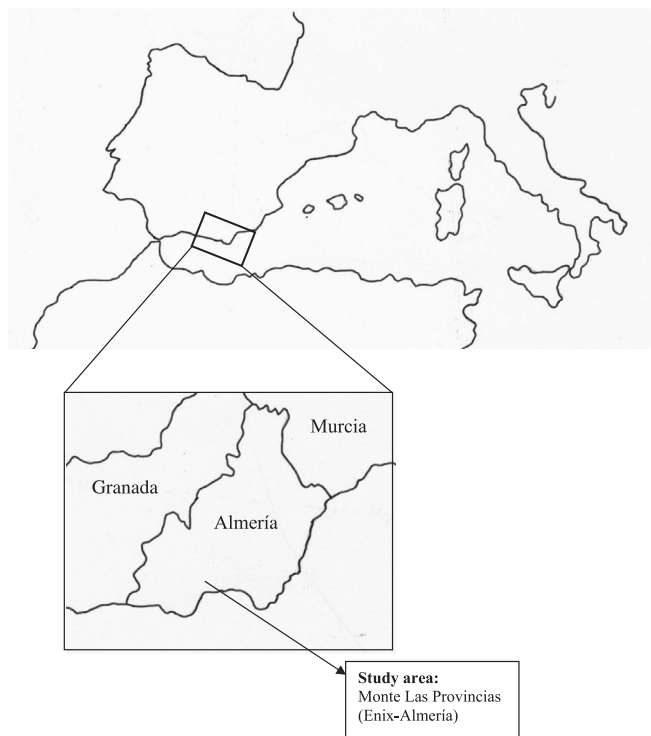 Murcia
Granada
Almería
Study area:
Monte Las Provincias
(Enix-Almería)